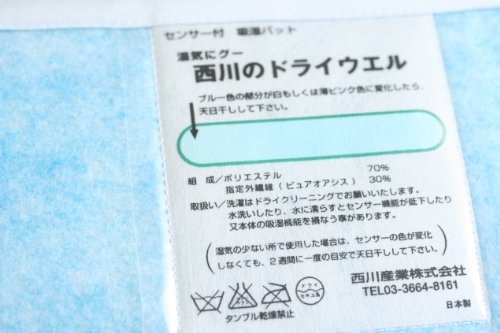 センサー付 吸湿パット
湿気にグー
西川のドライウエル
ブルー色の部分が白もしくは薄ピンク色に変化したら、
天日干しして下さい。
組 成／ポリエステル 70%
指定外繊維（ピュアオアシス） 30%
取扱い／洗濯はドライクリーニングでお願いいたします。
水洗いしたり、水に濡らすとセンサー機能が低下したり
又本体の吸湿機能を損なう事があります。
（湿気の少ない所で使用した場合は、センサーの色が変化
しなくても、2週間に一度の目安で天日干しして下さい。）
西川産業株式会社
TEL03-3664-8161
タンブル乾燥禁止
日本製